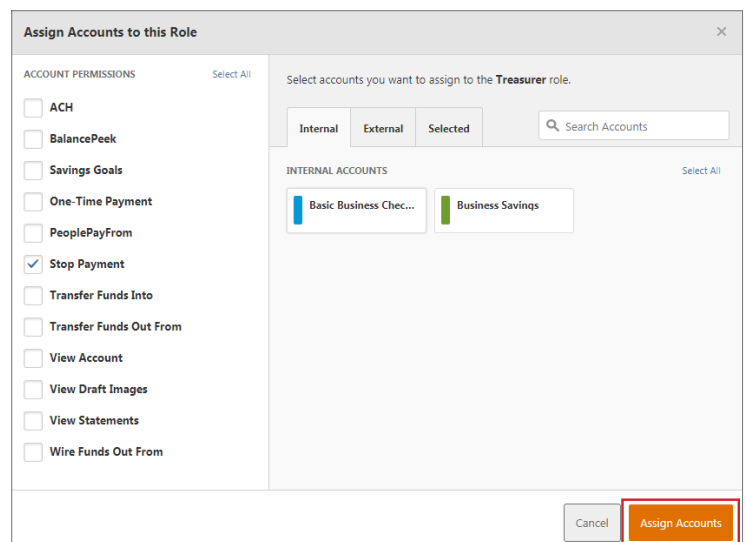 Assign Accounts to this Role
ACCOUNT PERMISSIONS Select All
ACH
BalancePeek
Savings Goals
One-Time Payment
PeoplePayFrom
Stop Payment
Transfer Funds Into
Transfer Funds Out From
View Account
View Draft Images
View Statements
Wire Funds Out From
Select accounts you want to assign to the Treasurer role.
Internal External Selected Search Accounts
INTERNAL ACCOUNTS Select All
Basic Business Chec... Business Savings
Cancel Assign Accounts